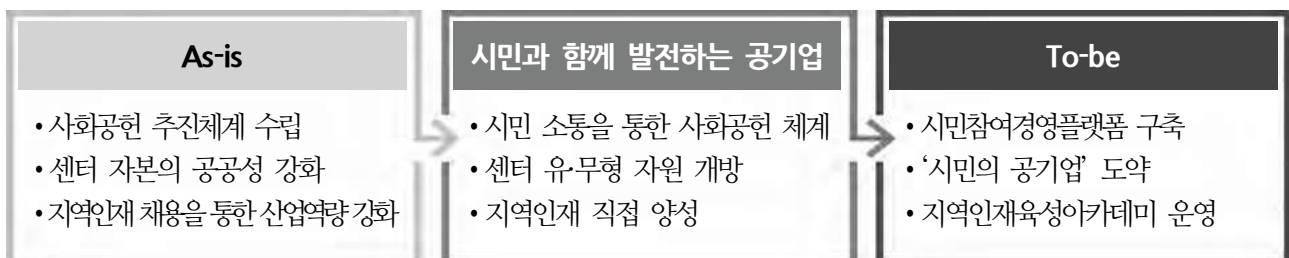 As-is
• 사회공헌 추진체계 수립
• 센터 자본의 공공성 강화
• 지역인재 채용을 통한 산업역량 강화
시민과 함께 발전하는 공기업
• 시민 소통을 통한 사회공헌 체계
• 센터 유·무형 자원 개방
• 지역인재 직접 양성
To-be
• 시민참여경영플랫폼 구축
• ‘시민의 공기업’ 도약
• 지역인재육성아카데미 운영